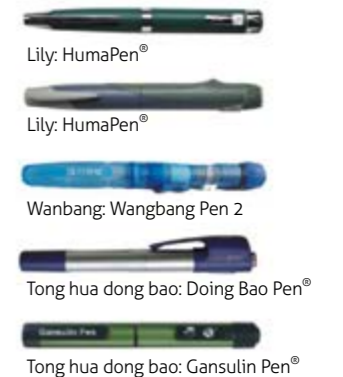 Lily: HumaPen®
Lily: HumaPen®
Wanbang: Wangbang Pen 2
Tong hua dong bao: Doing Bao Pen®
Gansulin Pen
Tong hua dong bao: Gansulin Pen®